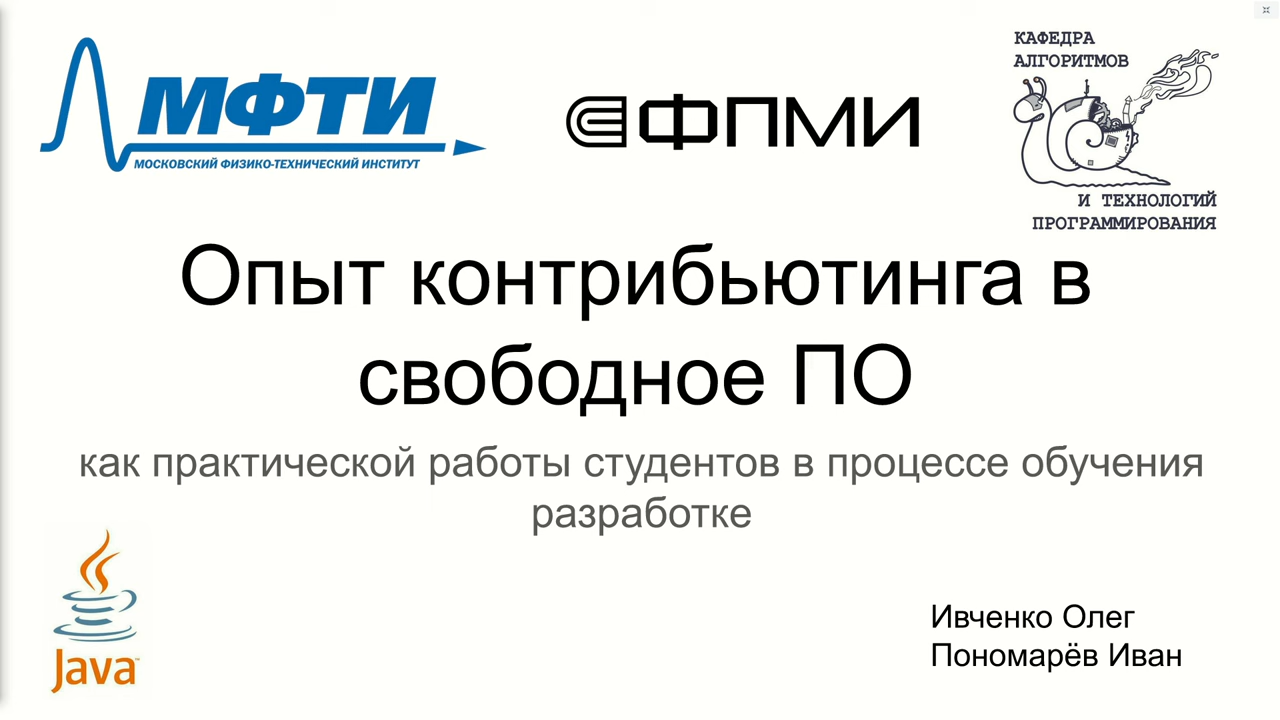 МФТИ
МОСКОВСКИЙ ФИЗИКО-ТЕХНИЧЕСКИЙ ИНСТИТУТ
ФПМИ
КАФЕДРА
АЛГОРИТМОВ
И ТЕХНОЛОГИЙ
ПРОГРАММИРОВАНИЯ
Опыт контрибьютинга в
свободное ПО
как практической работы студентов в процессе обучения
разработке
Java
Ивченко Олег
Пономарёв Иван